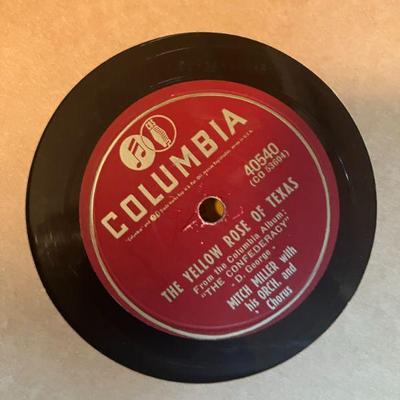 COLUMBIA
40540
(CO 53694)
THE YELLOW ROSE OF TEXAS
From the Columbia Album:
"THE CONFEDERACY"
- D. George -
MITCH MILLER with
his ORCH. and
Chorus